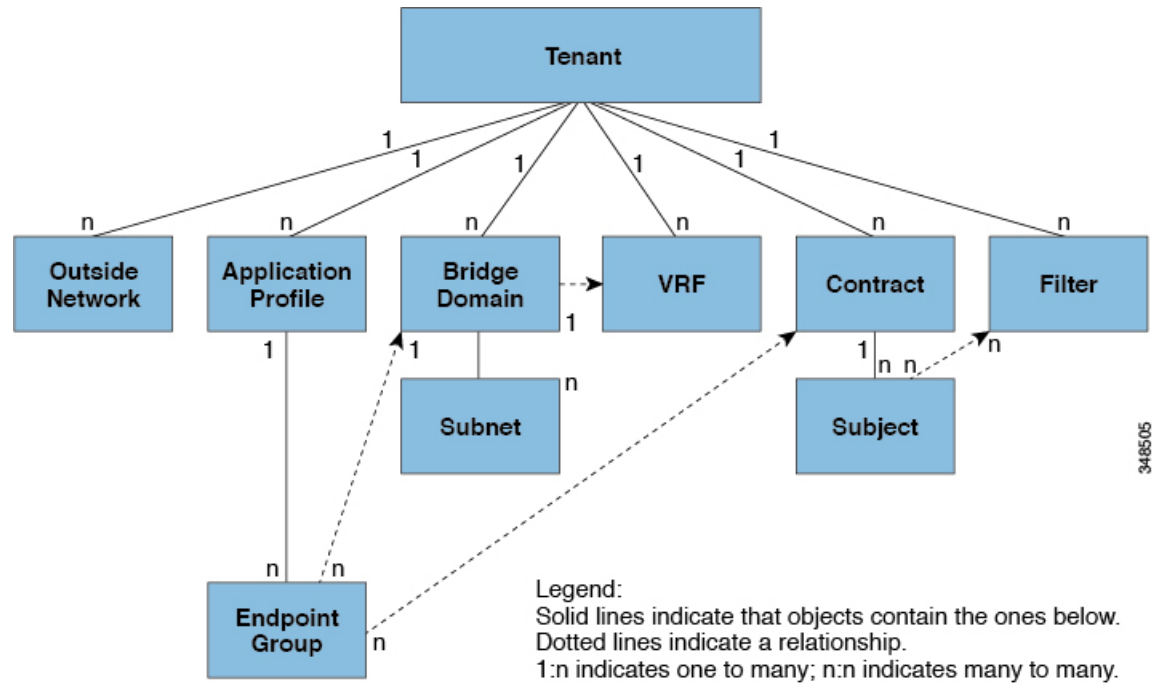 Tenant
1
1
1
1
1
1
n
n
n
n
n
n
Outside
Network
Application
Profile
Bridge
Domain
VRF
Contract
Filter
1
1
1
1
n
n
n
n
Subnet
Subject
348505
n
n
Endpoint
Group
n
Legend:
Solid lines indicate that objects contain the ones below.
Dotted lines indicate a relationship.
1:n indicates one to many; n:n indicates many to many.